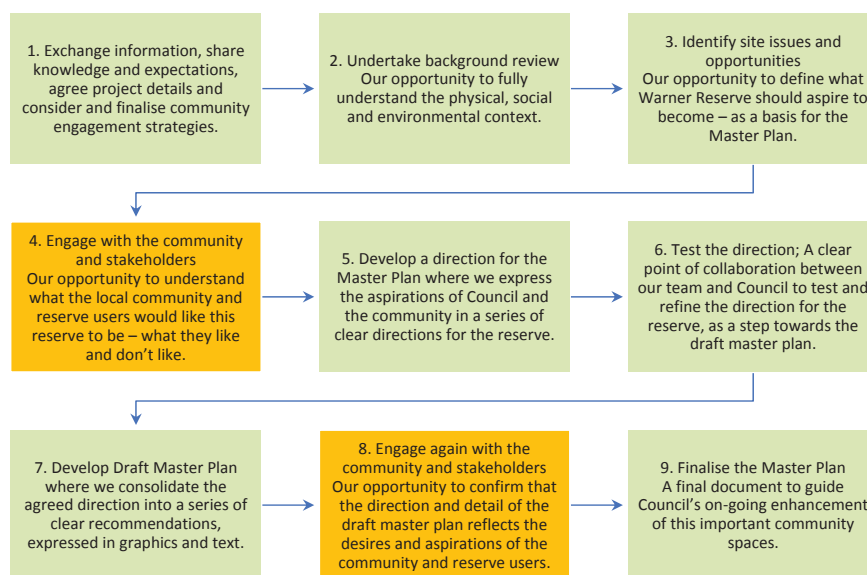 1. Exchange information, share
knowledge and expectations,
agree project details and
consider and finalise community
engagement strategies.
2. Undertake background review
Our opportunity to fully
understand the physical, social
and environmental context.
3. Identify site issues and
opportunities
Our opportunity to define what
Warner Reserve should aspire to
become – as a basis for the
Master Plan.
4. Engage with the community
and stakeholders
Our opportunity to understand
what the local community and
reserve users would like this
reserve to be – what they like
and don’t like.
5. Develop a direction for the
Master Plan where we express
the aspirations of Council and
the community in a series of
clear directions for the reserve.
6. Test the direction; A clear
point of collaboration between
our team and Council to test and
refine the direction for the
reserve, as a step towards the
draft master plan.
7. Develop Draft Master Plan
where we consolidate the
agreed direction into a series of
clear recommendations,
expressed in graphics and text.
8. Engage again with the
community and stakeholders
Our opportunity to confirm that
the direction and detail of the
draft master plan reflects the
desires and aspirations of the
community and reserve users.
9. Finalise the Master Plan
A final document to guide
Council’s on-going enhancement
of this important community
spaces.